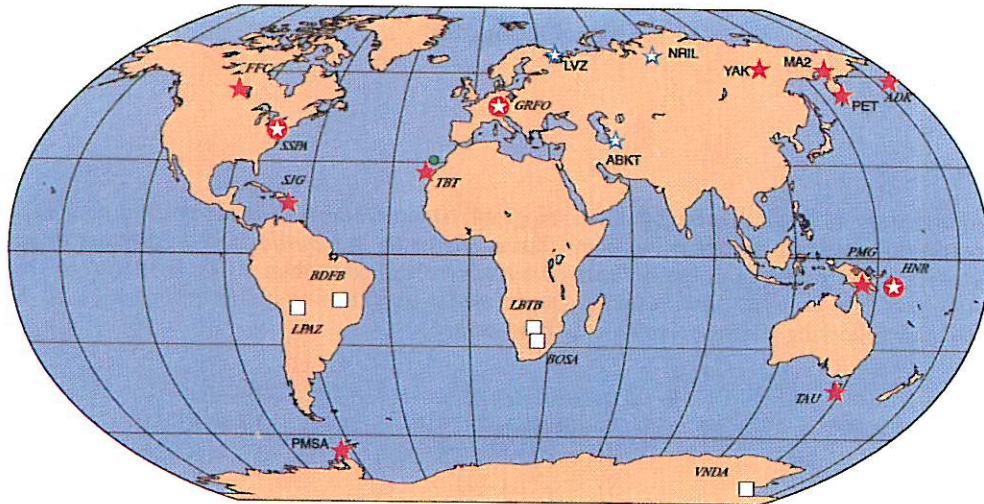 FFC
SSPA
SJG
LVZ
NRIL
GRFO
ABKT
TBT
YAK
MA2
PET
ADK
BDFB
LPAZ
LBTB
BOSA
PMG
HNR
TAU
PMSA
VNDA